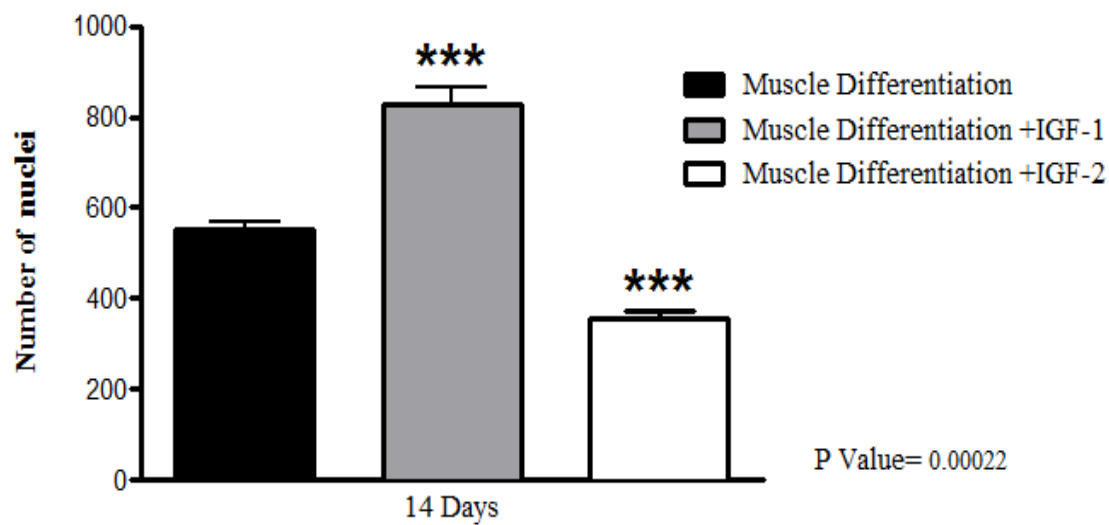 1000
800
600
400
200
0
Number of nuclei
***
***
14 Days
Muscle Differentiation
Muscle Differentiation +IGF-1
Muscle Differentiation +IGF-2
P Value= 0.00022